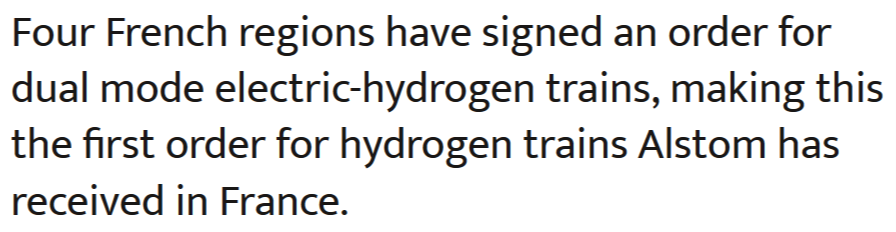 Four French regions have signed an order for
dual mode electric-hydrogen trains, making this
the first order for hydrogen trains Alstom has
received in France.